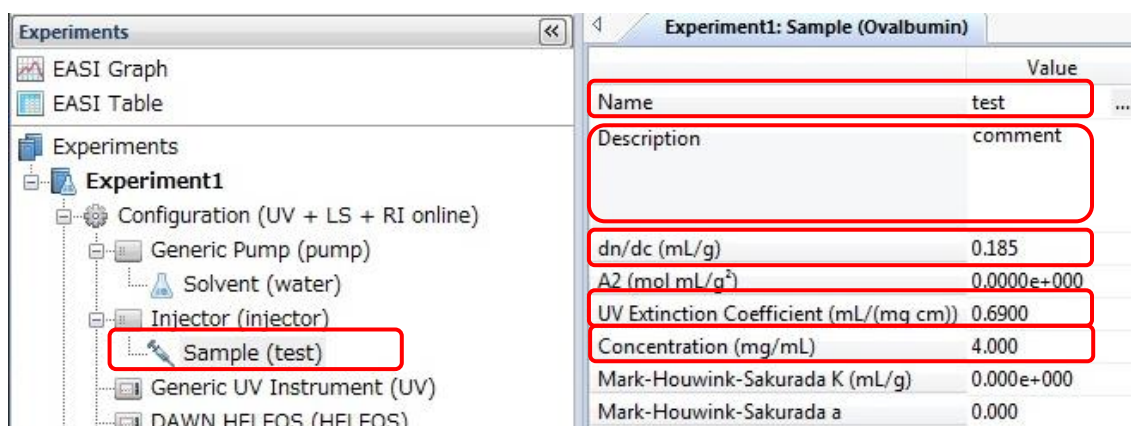 Experiments
EASI Graph
EASI Table
Experiments
Experiment1
Configuration (UV + LS + RI online)
Generic Pump (pump)
Solvent (water)
Injector (injector)
Sample (test)
Generic UV Instrument (UV)
DAWN HELEOS (HELEOS)
Experiment1: Sample (Ovalbumin)
Value
Name test ...
Description comment
dn/dc (mL/g) 0.185
A2 (mol mL/g²) 0.0000e+000
UV Extinction Coefficient (mL/(mg cm)) 0.6900
Concentration (mg/mL) 4.000
Mark-Houwink-Sakurada K (mL/g) 0.000e+000
Mark-Houwink-Sakurada a 0.000